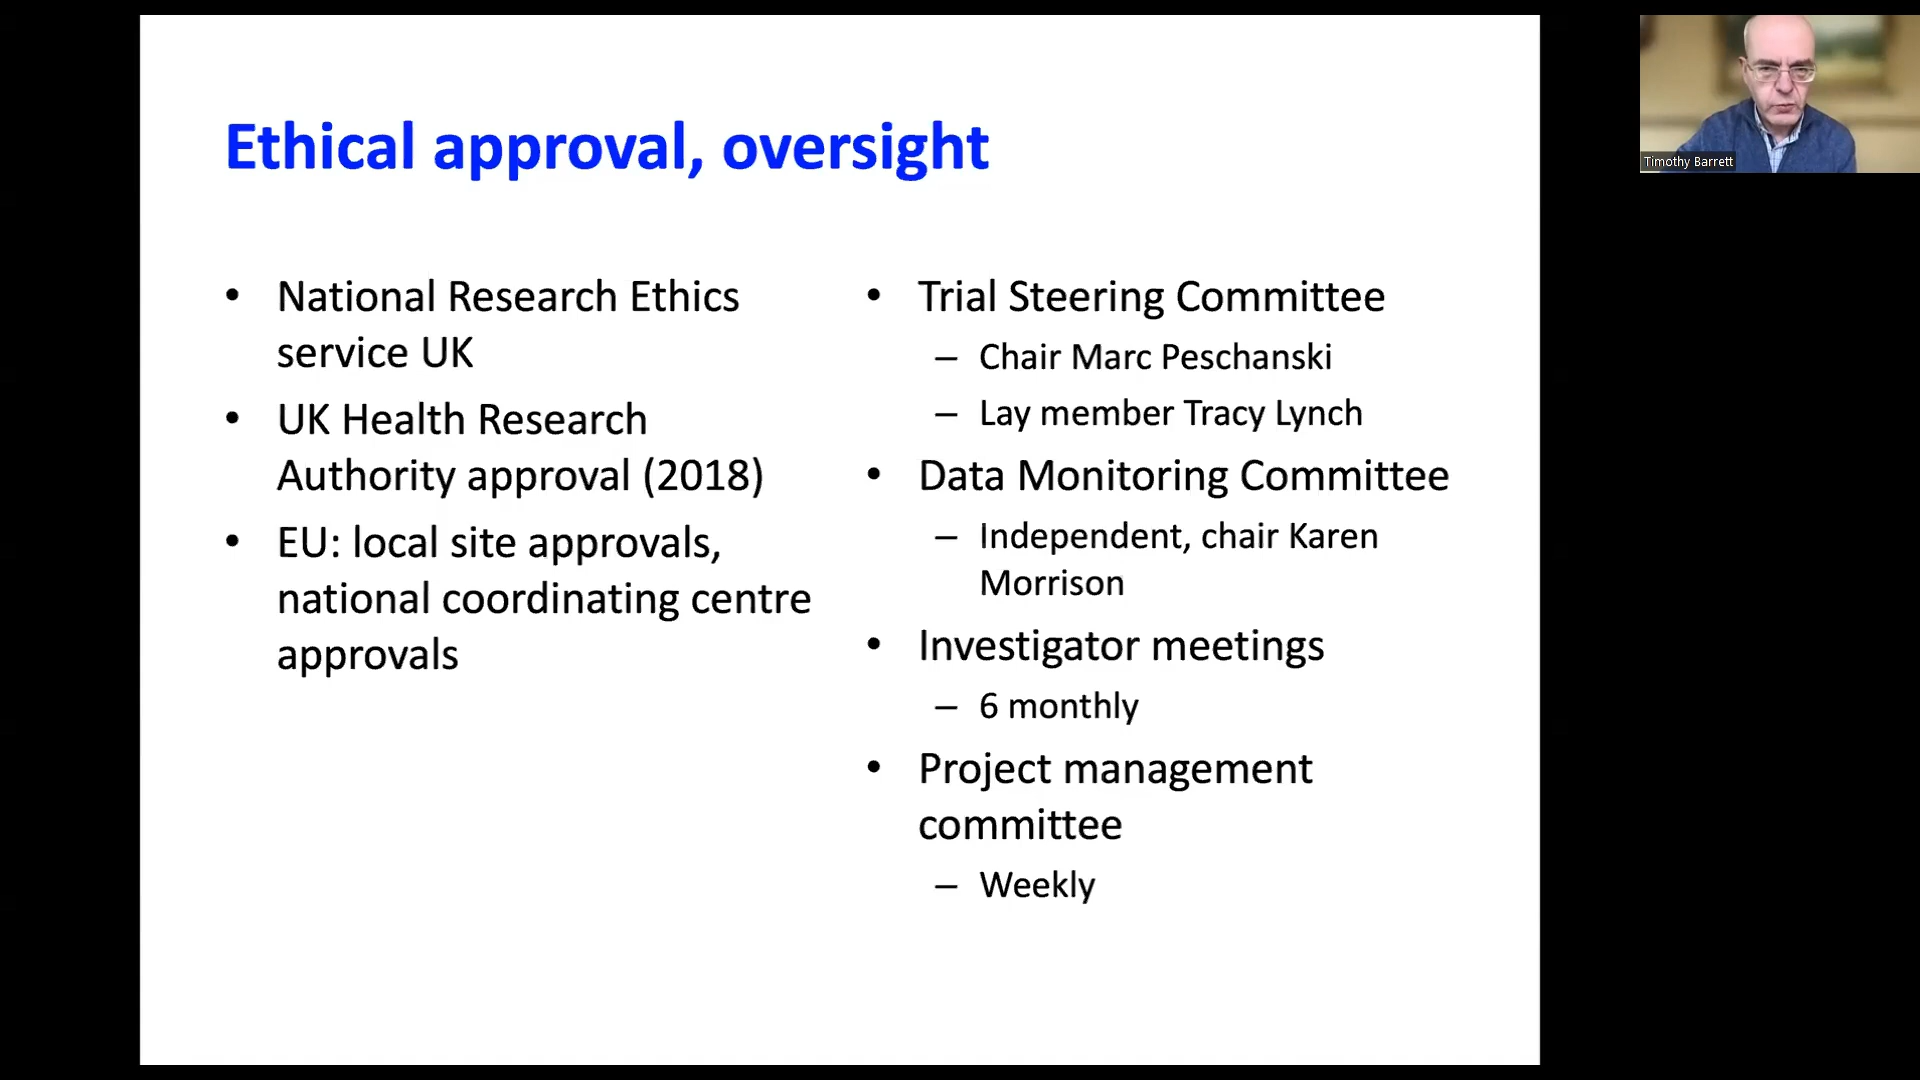 Ethical approval, oversight
• National Research Ethics
service UK
• UK Health Research
Authority approval (2018)
• EU: local site approvals,
national coordinating centre
approvals
• Trial Steering Committee
– Chair Marc Peschanski
– Lay member Tracy Lynch
• Data Monitoring Committee
– Independent, chair Karen
Morrison
• Investigator meetings
– 6 monthly
• Project management
committee
– Weekly
Timothy Barrett